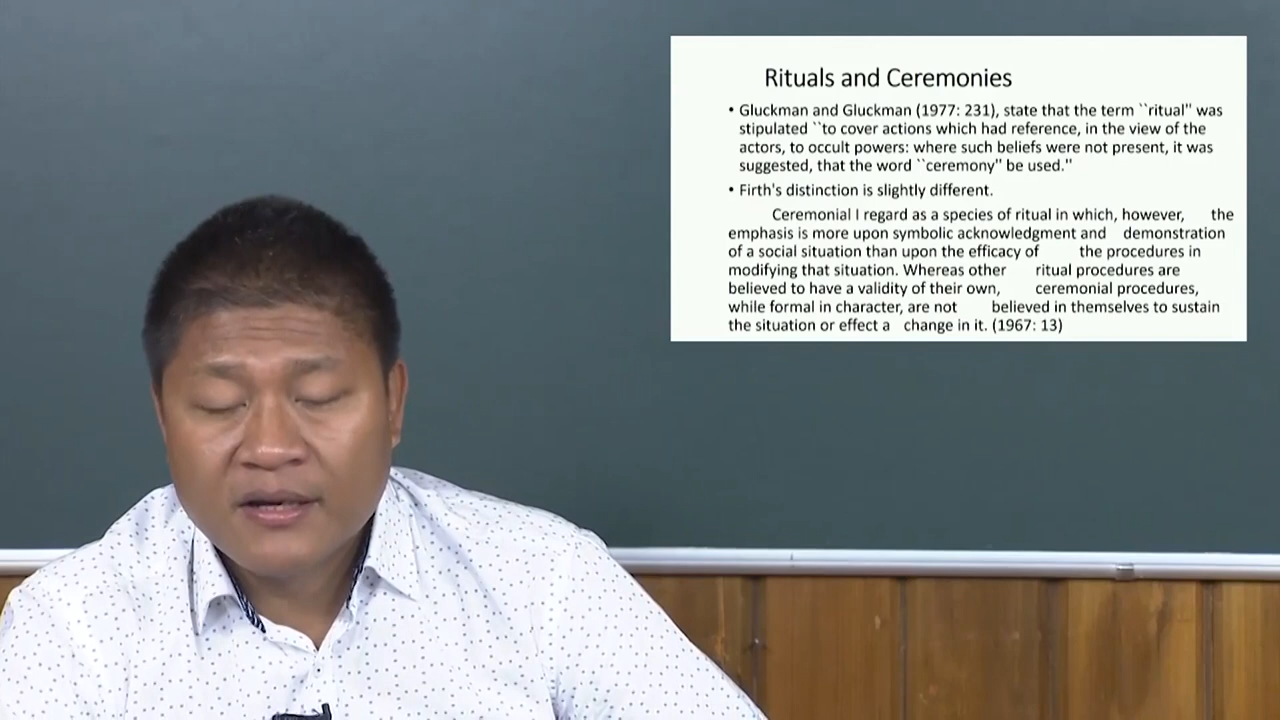 Rituals and Ceremonies
• Gluckman and Gluckman (1977: 231), state that the term ``ritual'' was
stipulated ``to cover actions which had reference, in the view of the
actors, to occult powers: where such beliefs were not present, it was
suggested, that the word ``ceremony'' be used.''
• Firth's distinction is slightly different.
Ceremonial I regard as a species of ritual in which, however, the
emphasis is more upon symbolic acknowledgment and demonstration
of a social situation than upon the efficacy of the procedures in
modifying that situation. Whereas other ritual procedures are
believed to have a validity of their own, ceremonial procedures,
while formal in character, are not believed in themselves to sustain
the situation or effect a change in it. (1967: 13)